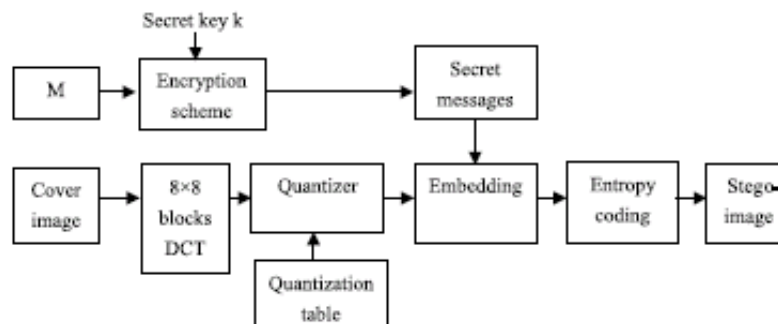 Secret key k
M
Encryption
scheme
Secret
messages
Cover
image
8×8
blocks
DCT
Quantizer
Embedding
Entropy
coding
Stego
image
Quantization
table